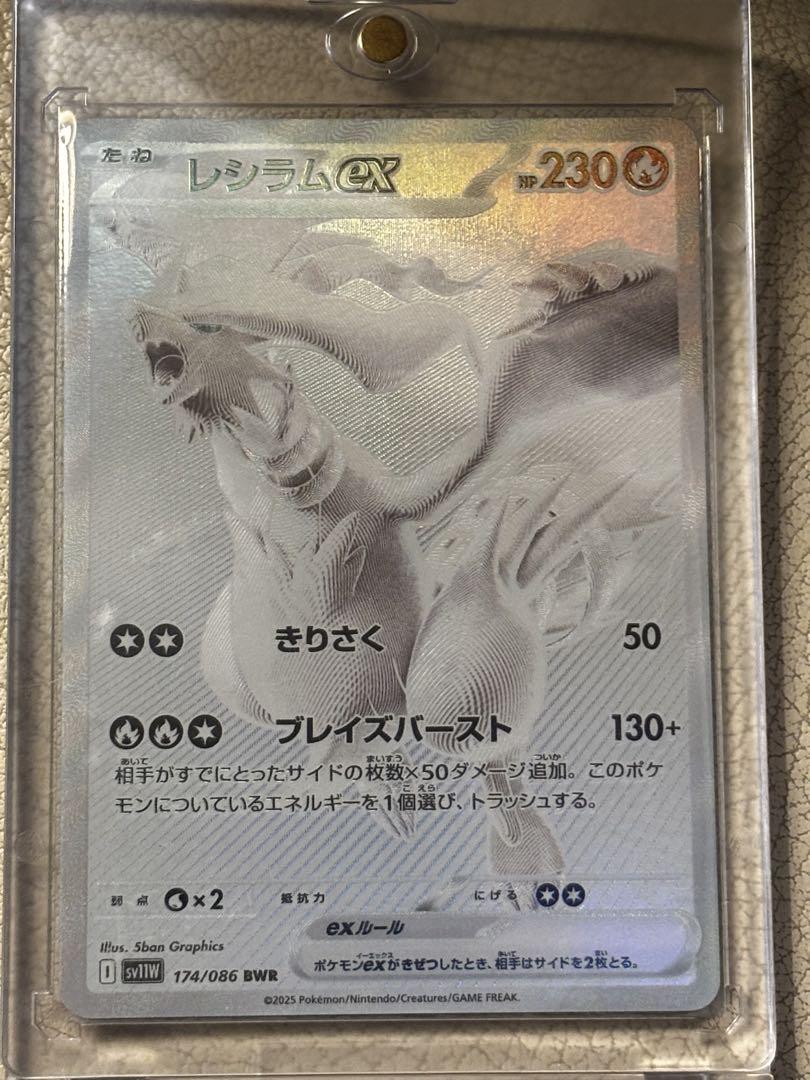 たね レシラムex HP230
きりさく 50
ブレイズバースト 130+
相手がすでにとったサイドの枚数×50ダメージ追加。このポケ
モンについているエネルギーを1個選び、トラッシュする。
弱点 ×2 抵抗力 にげる
exルール
ポケモンexがきぜつしたとき、相手はサイドを2枚とる。
Illus. 5ban Graphics
I sv11W 174/086 BWR
©2025 Pokémon/Nintendo/Creatures/GAME FREAK.